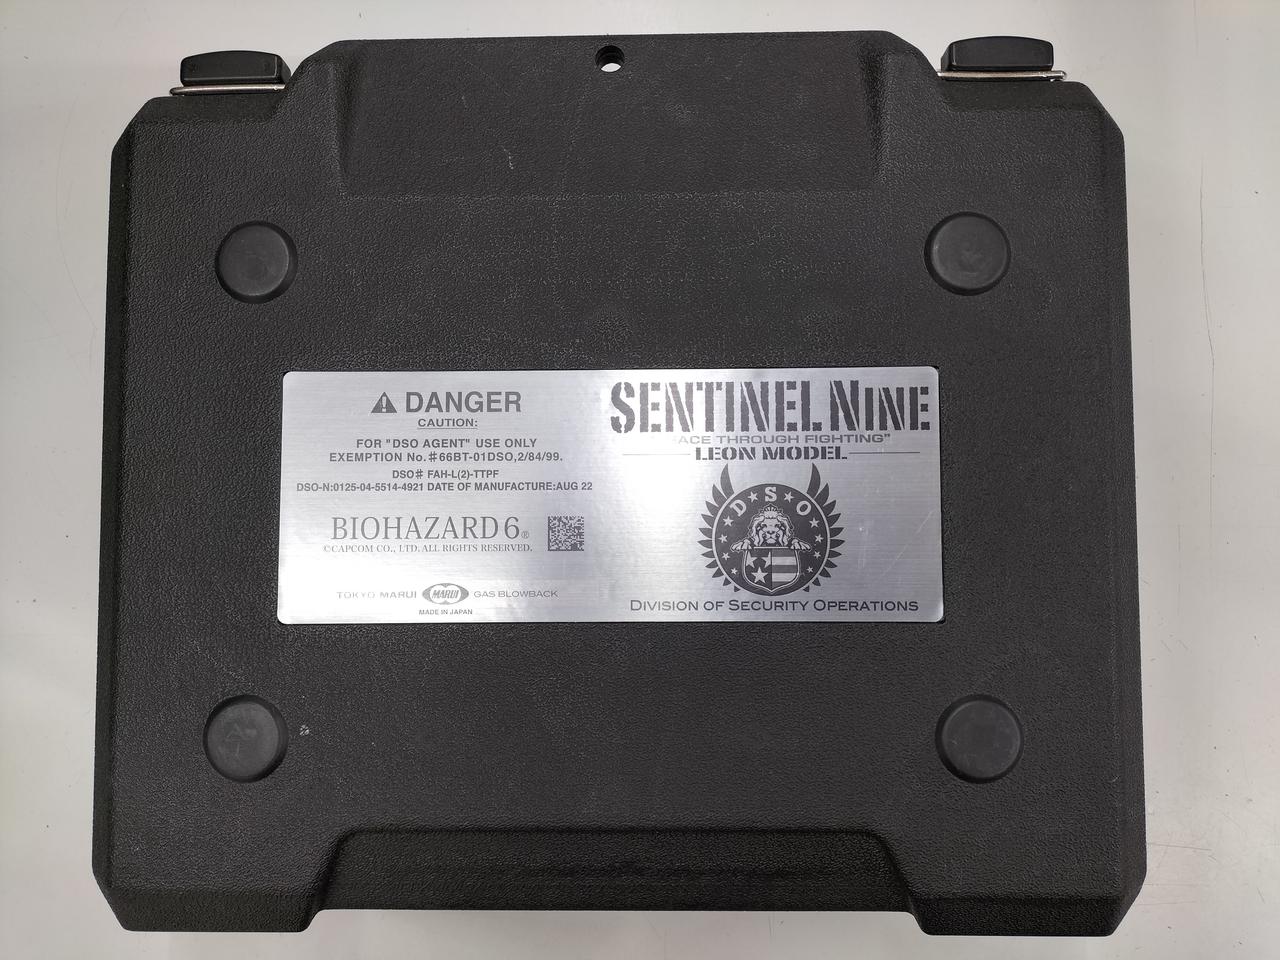 ⚠ DANGER
CAUTION:
FOR "DSO AGENT" USE ONLY
EXEMPTION No.#66BT-01DSO,2/84/99.
DSO# FAH-L(2)-TTPF
DSO-N:0125-04-5514-4921 DATE OF MANUFACTURE:AUG 22
BIOHAZARD 6®
©CAPCOM CO., LTD. ALL RIGHTS RESERVED.
TOKYO MARUI MARUI GAS BLOWBACK
MADE IN JAPAN
SENTINEL NINE
THROUGH FIGHTING"
LEON MODEL
D★S★O
DIVISION OF SECURITY OPERATIONS